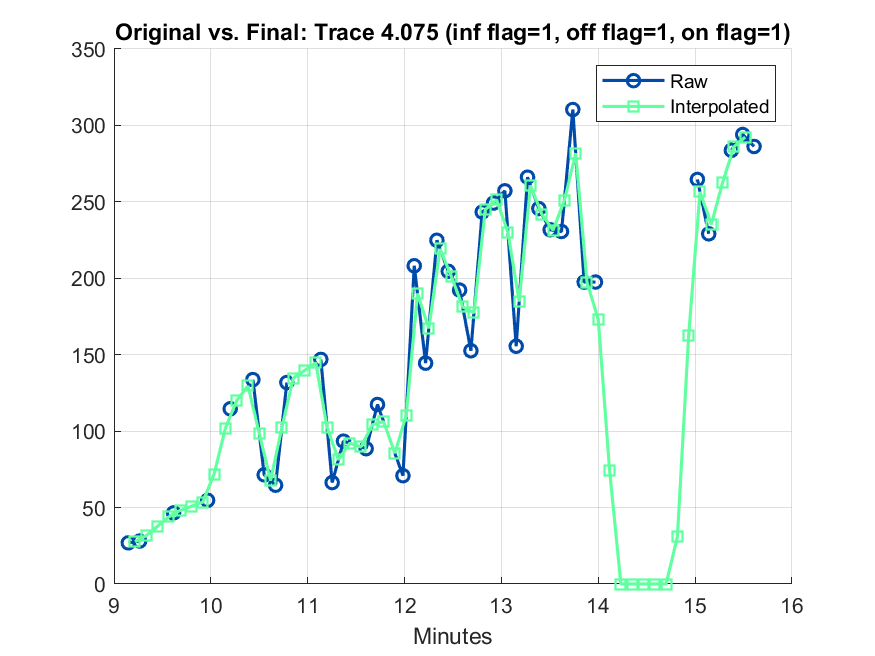 Original vs. Final: Trace 4.075 (inf flag=1, off flag=1, on flag=1)
350
300
250
200
150
100
50
0
Raw
Interpolated
9 10 11 12 13 14 15 16
Minutes